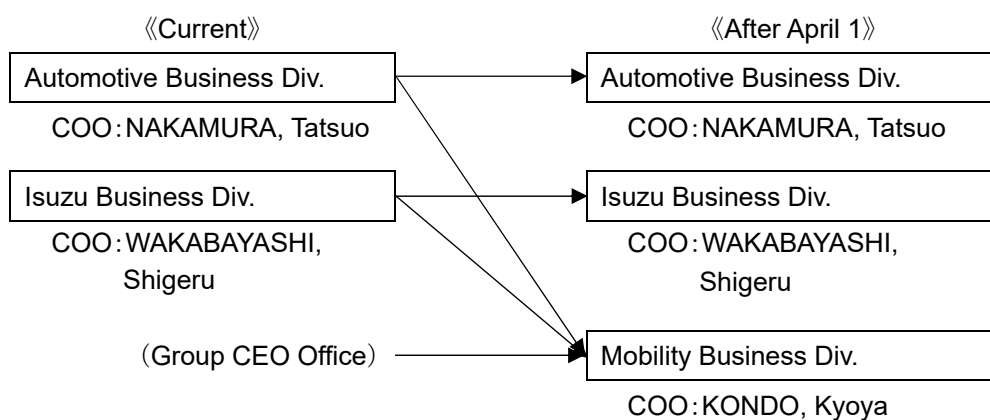 《Current》
《After April 1》
Automotive Business Div.
Automotive Business Div.
COO：NAKAMURA, Tatsuo
COO：NAKAMURA, Tatsuo
Isuzu Business Div.
Isuzu Business Div.
COO：WAKABAYASHI,
Shigeru
COO：WAKABAYASHI,
Shigeru
（Group CEO Office）
Mobility Business Div.
COO：KONDO, Kyoya